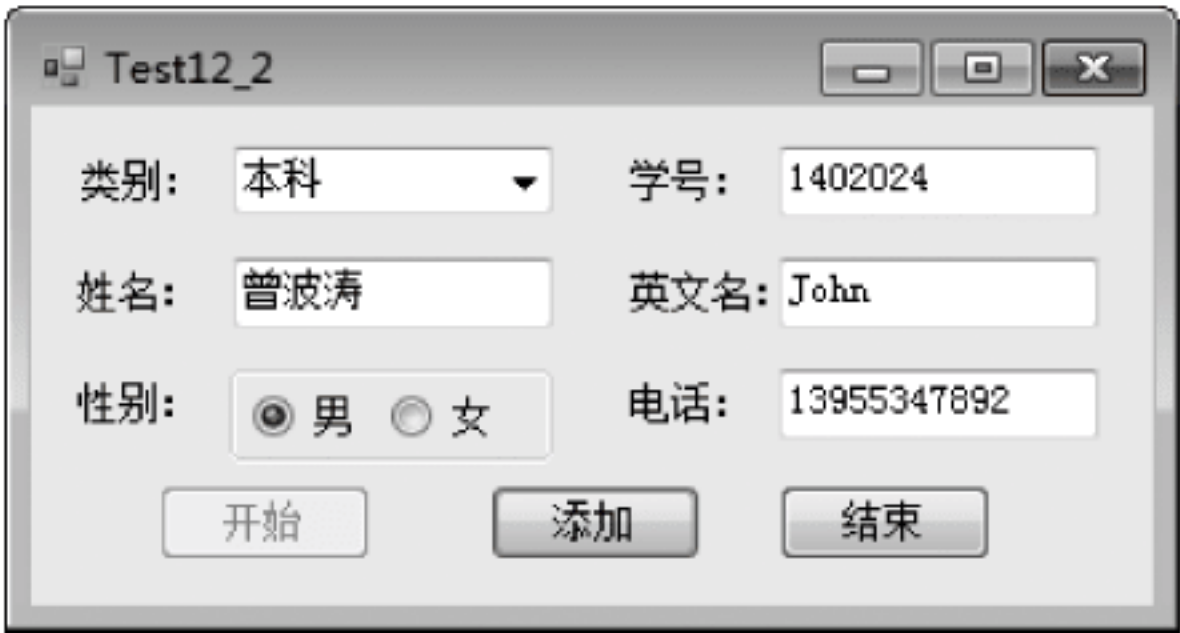 Test12_2
类别: 本科 学号: 1402024
姓名: 曾波涛 英文名: John
性别: 男 女 电话: 13955347892
开始 添加 结束